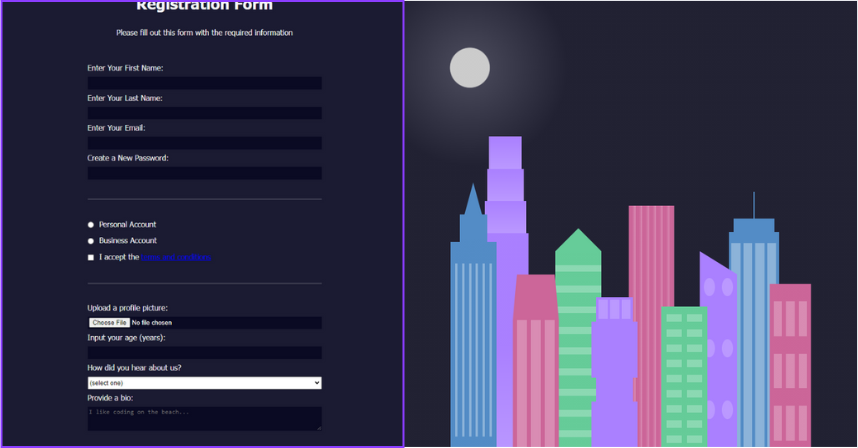 Registration Form
Please fill out this form with the required information
Enter Your First Name:
Enter Your Last Name:
Enter Your Email:
Create a New Password:
Personal Account
Business Account
I accept the terms and conditions
Upload a profile picture:
Choose File No file chosen
Input your age (years):
How did you hear about us?
(select one)
Provide a bio:
I like coding on the beach...